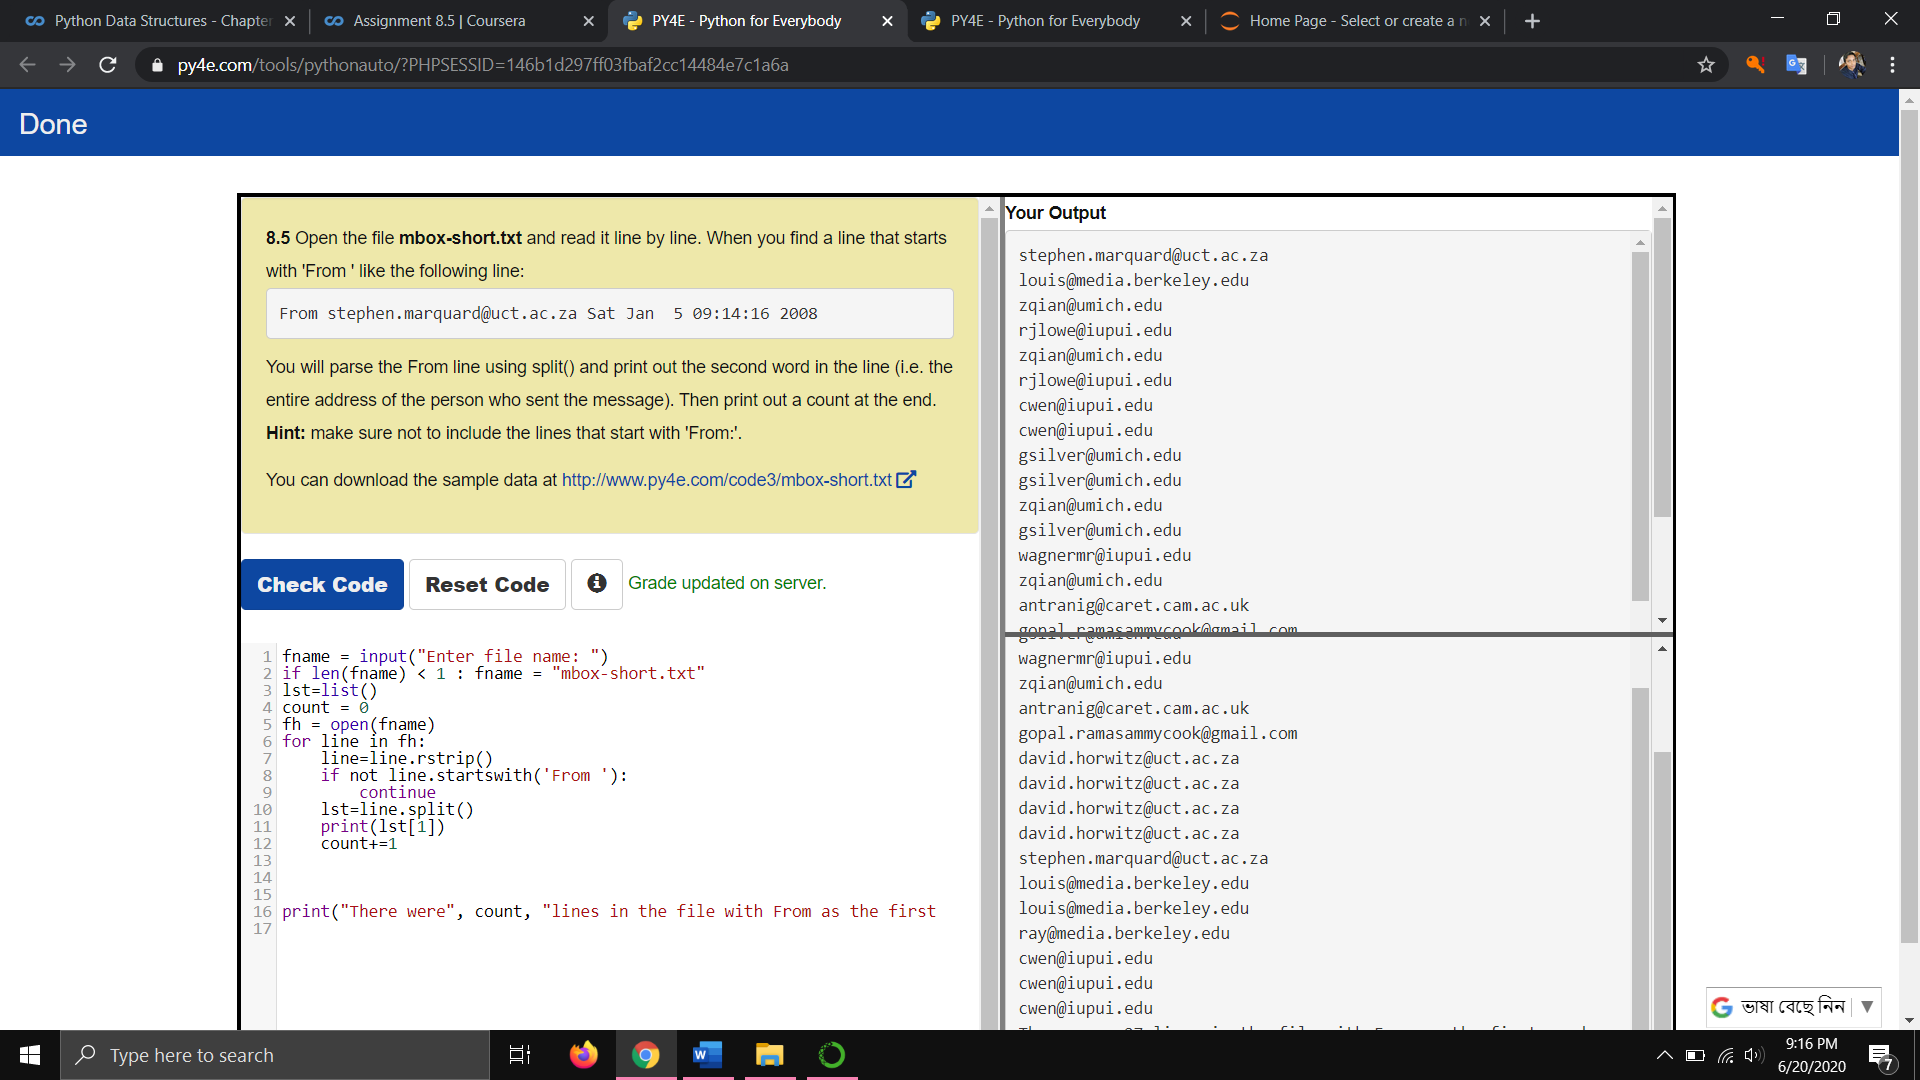 Python Data Structures - Chapter
Assignment 8.5 | Coursera
PY4E - Python for Everybody
PY4E - Python for Everybody
Home Page - Select or create a n
py4e.com/tools/pythonauto/?PHPSESSID=146b1d297ff03fbaf2cc14484e7c1a6a
Done
8.5 Open the file mbox-short.txt and read it line by line. When you find a line that starts
with 'From ' like the following line:
From stephen.marquard@uct.ac.za Sat Jan  5 09:14:16 2008
You will parse the From line using split() and print out the second word in the line (i.e. the
entire address of the person who sent the message). Then print out a count at the end.
Hint: make sure not to include the lines that start with 'From:'.
You can download the sample data at http://www.py4e.com/code3/mbox-short.txt
Check Code
Reset Code
Grade updated on server.
1 fname = input("Enter file name: ")
2 if len(fname) < 1 : fname = "mbox-short.txt"
3 lst=list()
4 count = 0
5 fh = open(fname)
6 for line in fh:
7     line=line.rstrip()
8     if not line.startswith('From '):
9         continue
10     lst=line.split()
11     print(lst[1])
12     count+=1
13
14
15
16 print("There were", count, "lines in the file with From as the first
17
Your Output
stephen.marquard@uct.ac.za
louis@media.berkeley.edu
zqian@umich.edu
rjlowe@iupui.edu
zqian@umich.edu
rjlowe@iupui.edu
cwen@iupui.edu
cwen@iupui.edu
gsilver@umich.edu
gsilver@umich.edu
zqian@umich.edu
gsilver@umich.edu
wagnermr@iupui.edu
zqian@umich.edu
antranig@caret.cam.ac.uk
gopal.ramasammycook@gmail.com
wagnermr@iupui.edu
zqian@umich.edu
antranig@caret.cam.ac.uk
gopal.ramasammycook@gmail.com
david.horwitz@uct.ac.za
david.horwitz@uct.ac.za
david.horwitz@uct.ac.za
david.horwitz@uct.ac.za
stephen.marquard@uct.ac.za
louis@media.berkeley.edu
louis@media.berkeley.edu
ray@media.berkeley.edu
cwen@iupui.edu
cwen@iupui.edu
cwen@iupui.edu
ভাষা বেছে নিন
Type here to search
9:16 PM
6/20/2020
7